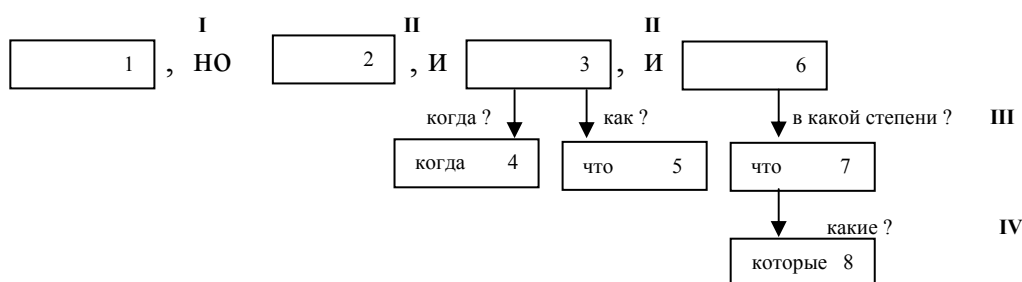 I II II
1 , НО 2 , И 3 , И 6
когда ? как ? в какой степени ? III
когда 4 что 5 что 7
какие ? IV
которые 8